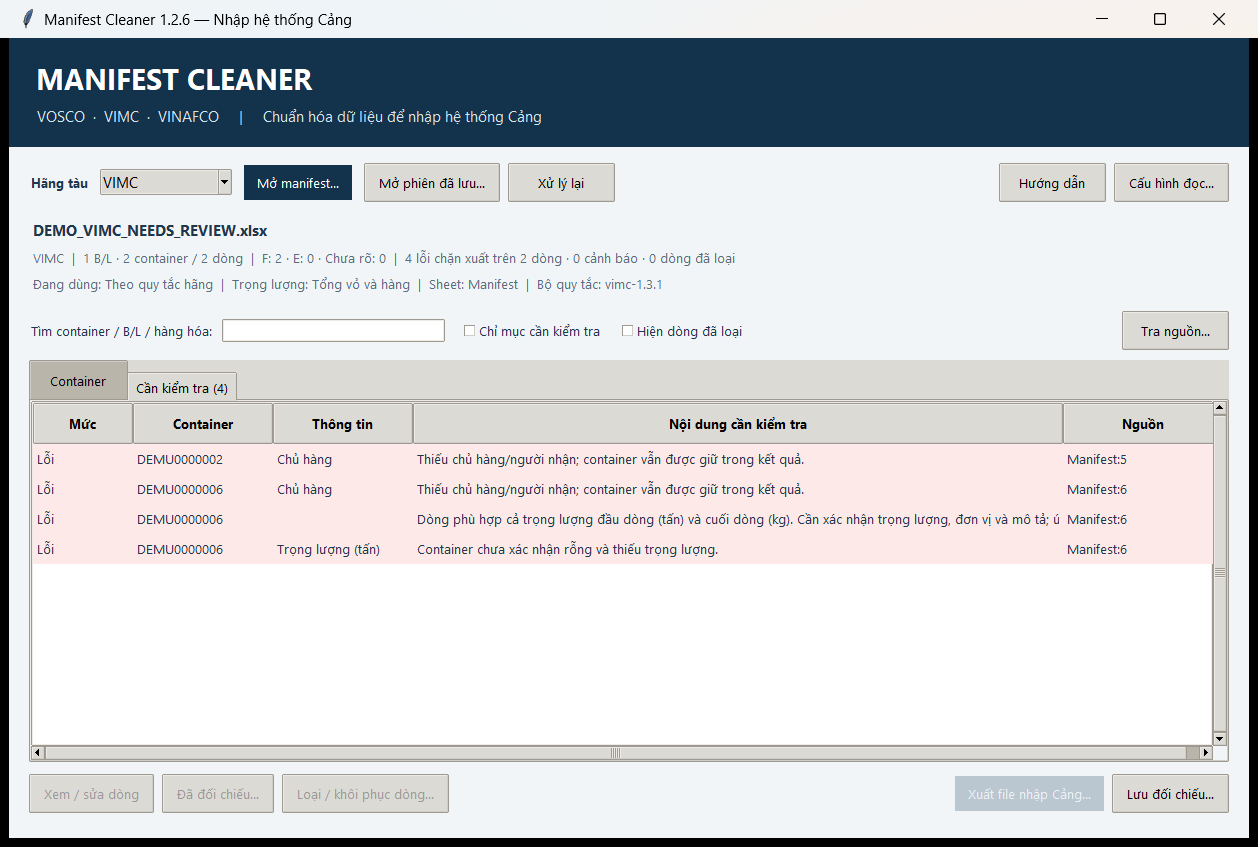 Manifest Cleaner 1.2.6 — Nhập hệ thống Cảng
MANIFEST CLEANER
VOSCO · VIMC · VINAFCO | Chuẩn hóa dữ liệu để nhập hệ thống Cảng
Hãng tàu VIMC Mở manifest... Mở phiên đã lưu... Xử lý lại Hướng dẫn Cấu hình đọc...
DEMO_VIMC_NEEDS_REVIEW.xlsx
VIMC | 1 B/L · 2 container / 2 dòng | F: 2 · E: 0 · Chưa rõ: 0 | 4 lỗi chặn xuất trên 2 dòng · 0 cảnh báo · 0 dòng đã loại
Đang dùng: Theo quy tắc hãng | Trọng lượng: Tổng vỏ và hàng | Sheet: Manifest | Bộ quy tắc: vimc-1.3.1
Tìm container / B/L / hàng hóa: Chỉ mục cần kiểm tra Hiện dòng đã loại Tra nguồn...
Container Cần kiểm tra (4)
Mức Container Thông tin Nội dung cần kiểm tra Nguồn
Lỗi DEMU0000002 Chủ hàng Thiếu chủ hàng/người nhận; container vẫn được giữ trong kết quả. Manifest:5
Lỗi DEMU0000006 Chủ hàng Thiếu chủ hàng/người nhận; container vẫn được giữ trong kết quả. Manifest:6
Lỗi DEMU0000006 Dòng phù hợp cả trọng lượng đầu dòng (tấn) và cuối dòng (kg). Cần xác nhận trọng lượng, đơn vị và mô tả; ú Manifest:6
Lỗi DEMU0000006 Trọng lượng (tấn) Container chưa xác nhận rỗng và thiếu trọng lượng. Manifest:6
Xem / sửa dòng Đã đối chiếu... Loại / khôi phục dòng... Xuất file nhập Cảng... Lưu đối chiếu...